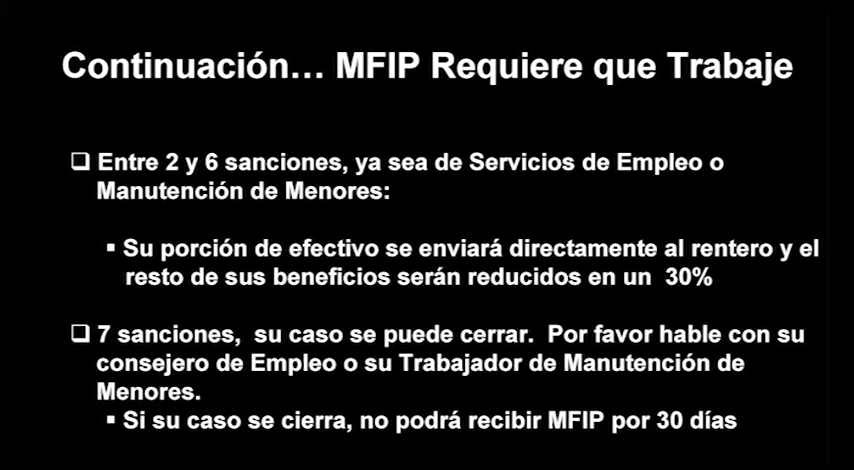 Continuación… MFIP Requiere que Trabaje
❑ Entre 2 y 6 sanciones, ya sea de Servicios de Empleo o
Manutención de Menores:
▪ Su porción de efectivo se enviará directamente al rentero y el
resto de sus beneficios serán reducidos en un 30%
❑ 7 sanciones, su caso se puede cerrar. Por favor hable con su
consejero de Empleo o su Trabajador de Manutención de
Menores.
▪ Si su caso se cierra, no podrá recibir MFIP por 30 días